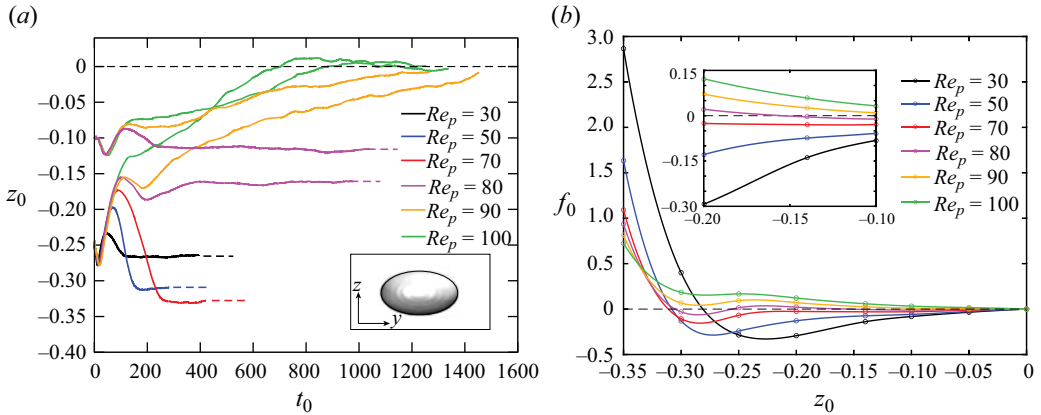 (a)
0
−0.05
−0.10
−0.15
−0.20
−0.25
−0.30
−0.35
−0.40
z0
0 200 400 600 800 1000 1200 1400 1600
t0
Rep = 30
Rep = 50
Rep = 70
Rep = 80
Rep = 90
Rep = 100
z
y
(b)
3.0
2.5
2.0
1.5
1.0
0.5
0
−0.5
f0
−0.35 −0.30 −0.25 −0.20 −0.15 −0.10 −0.05 0
z0
0.15
0
−0.15
−0.30
−0.20 −0.14 −0.10
Rep = 30
Rep = 50
Rep = 70
Rep = 80
Rep = 90
Rep = 100